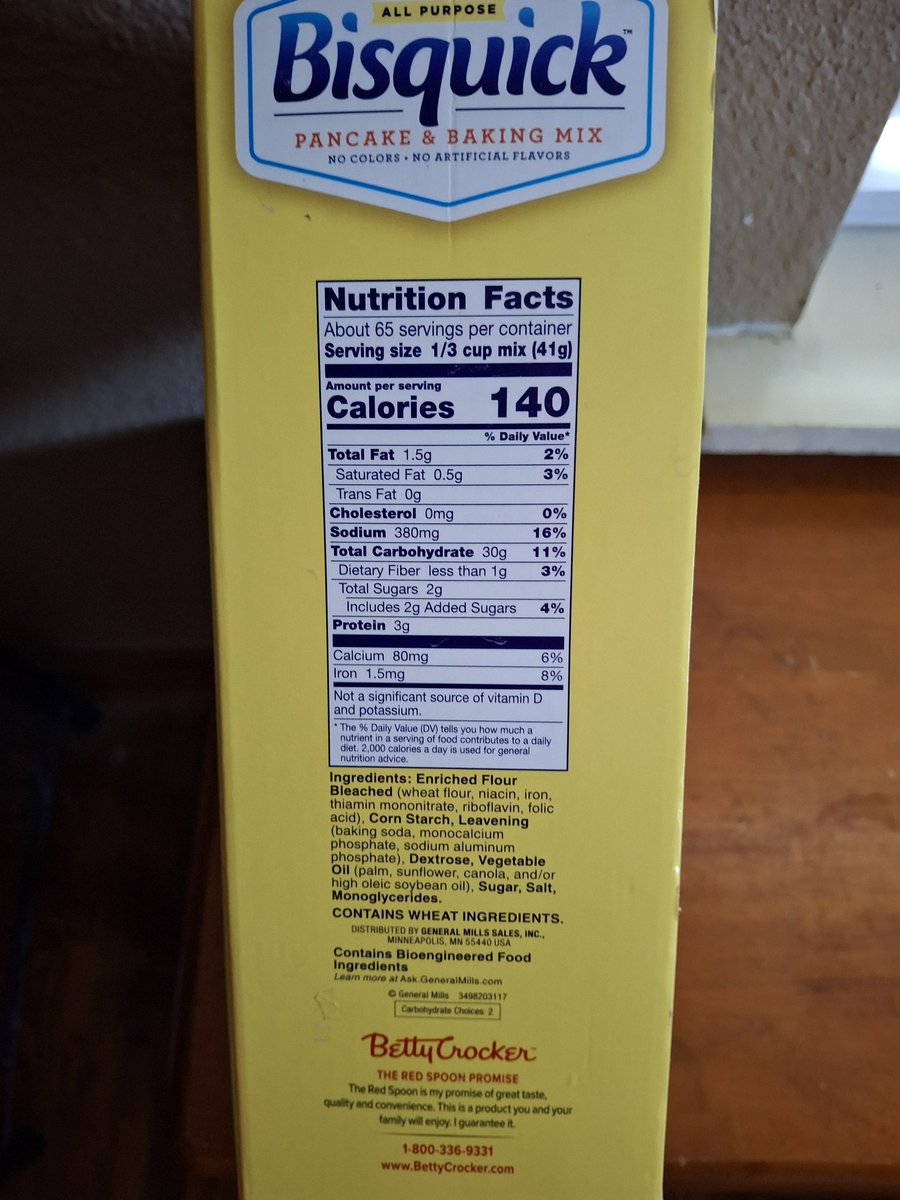 ALL PURPOSE
Bisquick™
PANCAKE & BAKING MIX
NO COLORS • NO ARTIFICIAL FLAVORS
Nutrition Facts
About 65 servings per container
Serving size 1/3 cup mix (41g)
Amount per serving
Calories 140
% Daily Value*
Total Fat 1.5g 2%
Saturated Fat 0.5g 3%
Trans Fat 0g
Cholesterol 0mg 0%
Sodium 380mg 16%
Total Carbohydrate 30g 11%
Dietary Fiber less than 1g 3%
Total Sugars 2g
Includes 2g Added Sugars 4%
Protein 3g
Calcium 80mg 6%
Iron 1.5mg 8%
Not a significant source of vitamin D
and potassium.
* The % Daily Value (DV) tells you how much a
nutrient in a serving of food contributes to a daily
diet. 2,000 calories a day is used for general
nutrition advice.
Ingredients: Enriched Flour
Bleached (wheat flour, niacin, iron,
thiamin mononitrate, riboflavin, folic
acid), Corn Starch, Leavening
(baking soda, monocalcium
phosphate, sodium aluminum
phosphate), Dextrose, Vegetable
Oil (palm, sunflower, canola, and/or
high oleic soybean oil), Sugar, Salt,
Monoglycerides.
CONTAINS WHEAT INGREDIENTS.
DISTRIBUTED BY GENERAL MILLS SALES, INC.,
MINNEAPOLIS, MN 55440 USA
Contains Bioengineered Food
Ingredients
Learn more at Ask.GeneralMills.com
© General Mills 3498203117
Carbohydrate Choices: 2
Betty Crocker™
THE RED SPOON PROMISE
The Red Spoon is my promise of great taste,
quality and convenience. This is a product you and your
family will enjoy. I guarantee it.
1-800-336-9331
www.BettyCrocker.com